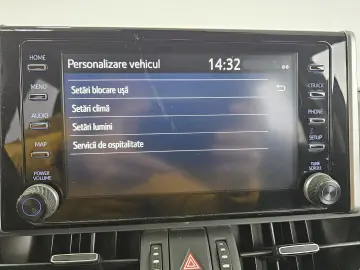 HOME
Personalizare vehicul
14:32
Setări blocare ușă
MENU
TRACK
Setări climă
AUDIO
PHONE
Setări lumini
MAP
Servicii de ospitalitate
SETUP
POWER
VOLUME
TUNE
SCROLL